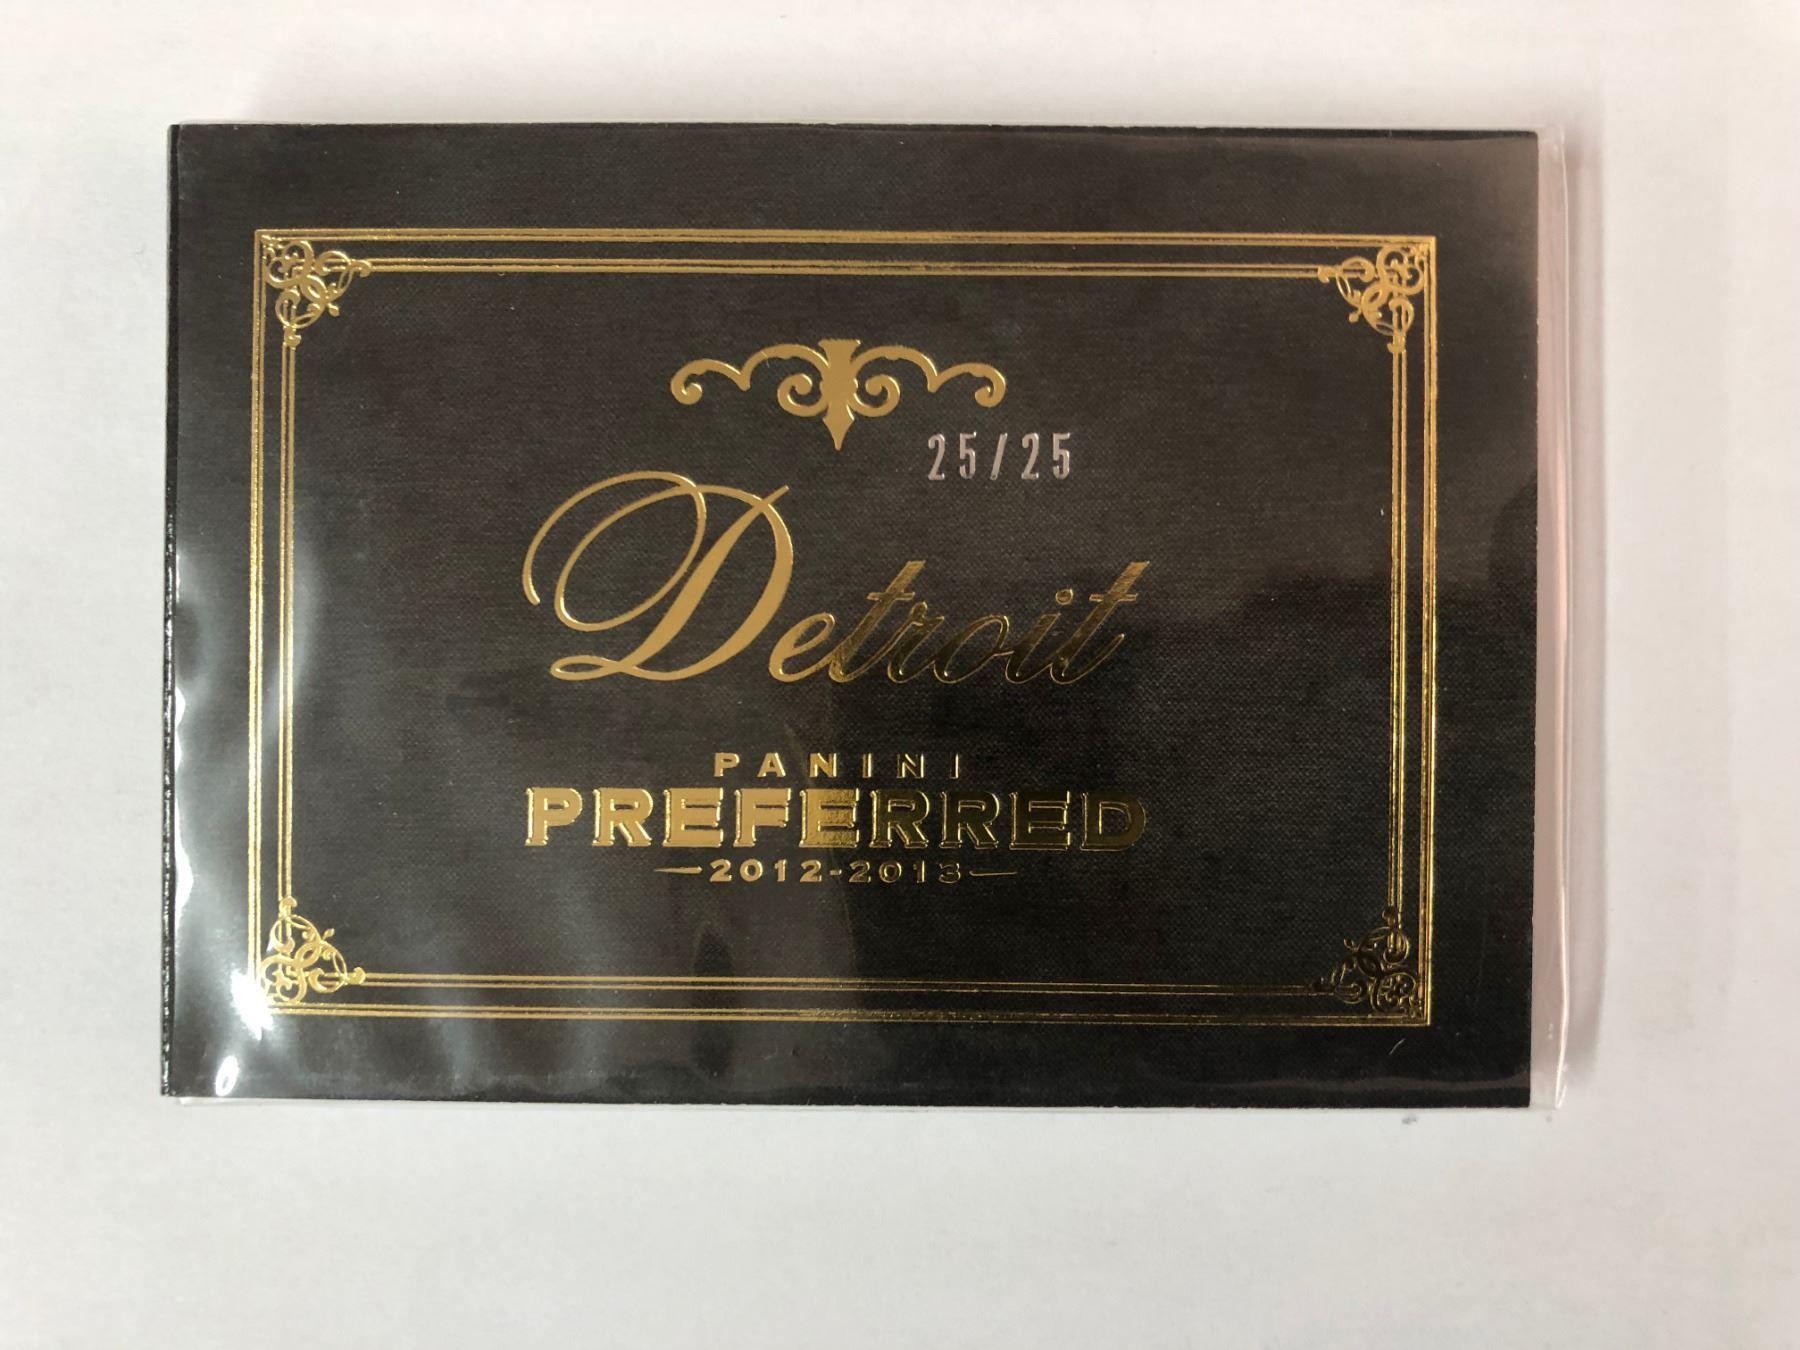 25/25
Detroit
PANINI
PREFERRED
2012-2013